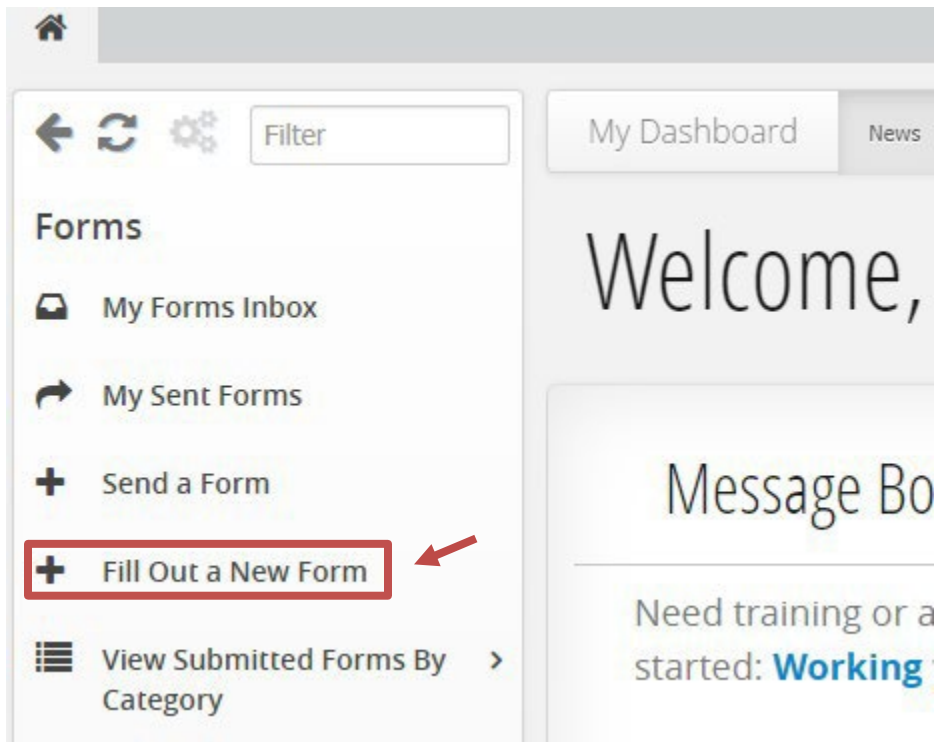 Filter
Forms
My Forms Inbox
My Sent Forms
Send a Form
Fill Out a New Form
View Submitted Forms By
Category
My Dashboard
News
Welcome,
Message Bo
Need training or a
started: Working